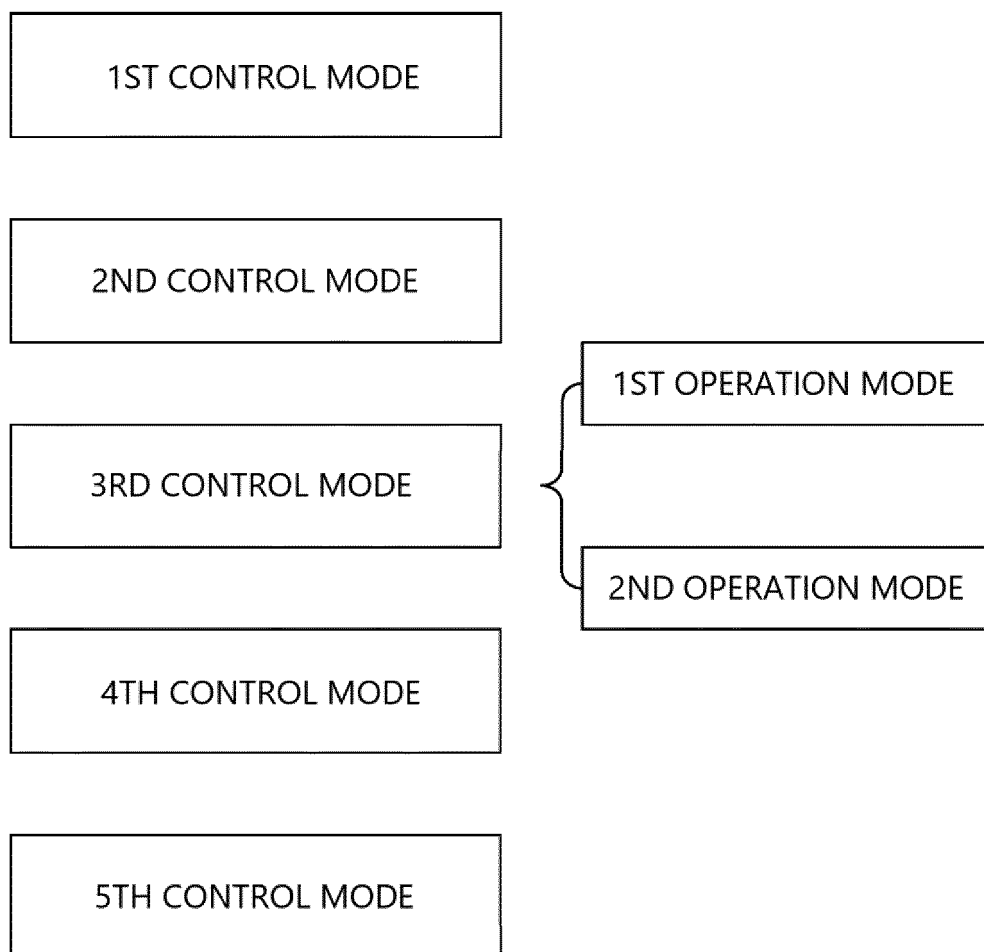 1ST CONTROL MODE
2ND CONTROL MODE
1ST OPERATION MODE
3RD CONTROL MODE
2ND OPERATION MODE
4TH CONTROL MODE
5TH CONTROL MODE